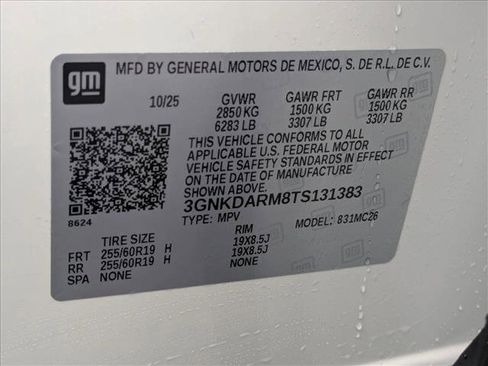 gm MFD BY GENERAL MOTORS DE MEXICO, S. DE R.L. DE C.V.
10/25 GVWR GAWR FRT GAWR RR
2850 KG 1500 KG 1500 KG
6283 LB 3307 LB 3307 LB
THIS VEHICLE CONFORMS TO ALL
APPLICABLE U.S. FEDERAL MOTOR
VEHICLE SAFETY STANDARDS IN EFFECT
ON THE DATE OF MANUFACTURE
SHOWN ABOVE.
3GNKDARM8TS131383
8624 TYPE: MPV MODEL: 831MC26
TIRE SIZE RIM
FRT 255/60R19 H 19X8.5J
RR 255/60R19 H 19X8.5J
SPA NONE NONE